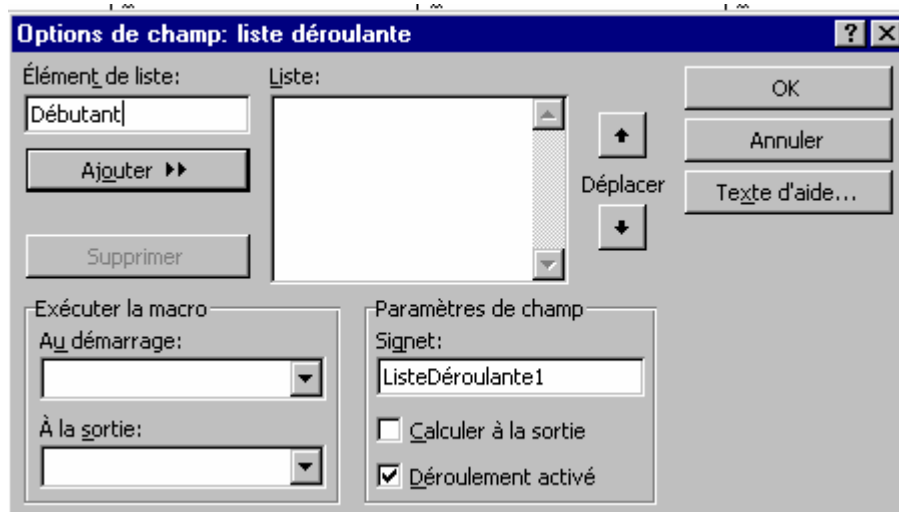 Options de champ: liste déroulante
Élément de liste:
Liste:
OK
Débutant
Annuler
Ajouter
Déplacer
Texte d'aide...
Supprimer
Exécuter la macro
Paramètres de champ
Au démarrage:
Signet:
ListeDéroulante1
À la sortie:
Calculer à la sortie
Déroulement activé